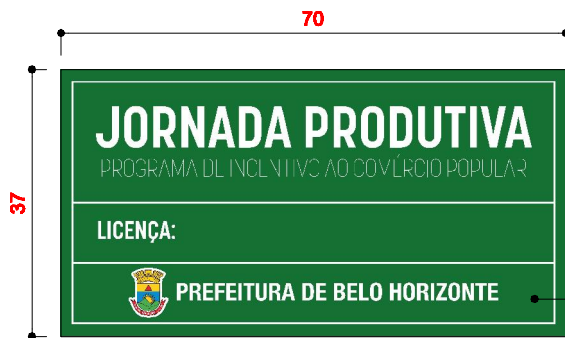 70
37
JORNADA PRODUTIVA
PROGRAMA DE INCENTIVO AO COMÉRCIO POPULAR
LICENÇA:
PREFEITURA DE BELO HORIZONTE